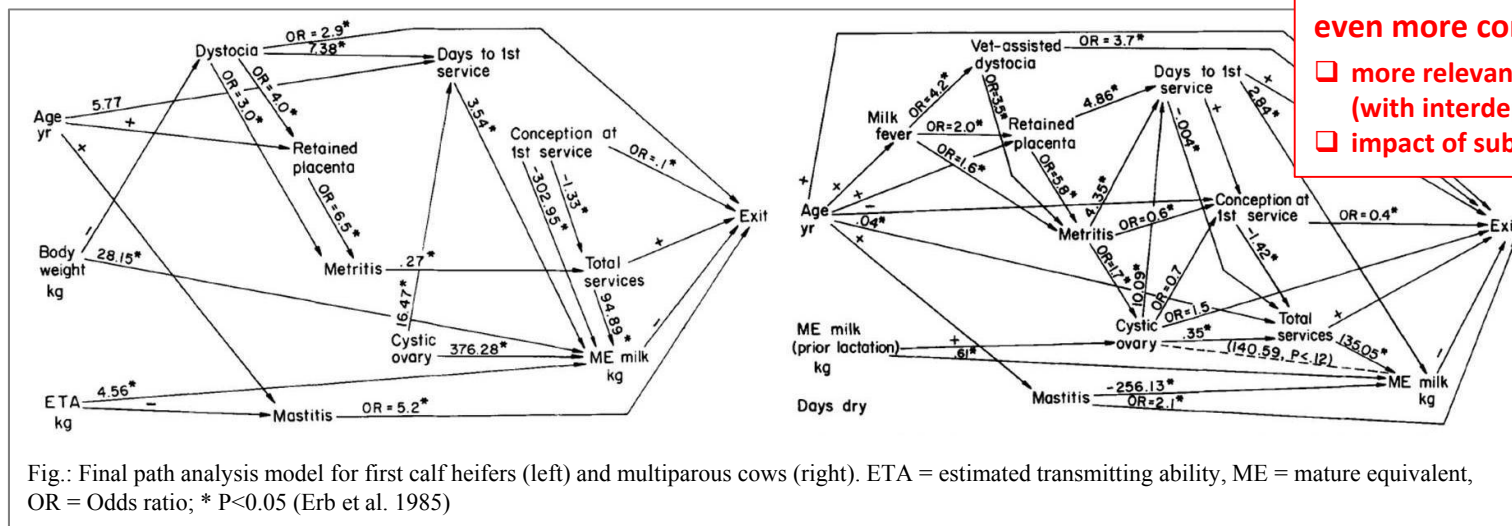 even more
☐ more relevan
(with interde
☐ impact of sub
Dystocia
OR = 2.9*
7.38*
Days to 1st
service
5.77
Age
yr
+
+
OR=4.0*
OR=3.0*
Retained
placenta
3.54*
Conception at
1st service
OR=.1*
-302.95*
-1.33*
OR=6.5*
Exit
-
Body
weight
kg
28.15*
Metritis
.27*
Total
services
+
16.47*
94.89*
-
Cystic
ovary
376.28*
ME milk
kg
ETA
kg
4.56*
-
Mastitis
OR = 5.2*
Vet-assisted
dystocia
OR=3.7*
Days to 1st
service
+
+
2.84*
OR=4.2*
OR=3.5*
4.86*
Milk
fever
OR=2.0*
Retained
placenta
-.004*
OR=1.6*
OR=5.8*
+
+
+
-
Age
yr
.04*
+
4.35*
Conception at
1st service
OR=0.4*
Metritis
OR=0.6*
Exi
OR=1.7*
10.09*
OR=0.7
-1.42*
OR=1.5
Total
services
+
ME milk
(prior lactation)
kg
+
.61*
Cystic
ovary
.35*
(140.59, P<.12)
135.05*
-
ME milk
kg
Days dry
Mastitis
-256.13*
OR=2.1*
Fig.: Final path analysis model for first calf heifers (left) and multiparous cows (right). ETA = estimated transmitting ability, ME = mature equivalent,
OR = Odds ratio; * P<0.05 (Erb et al. 1985)